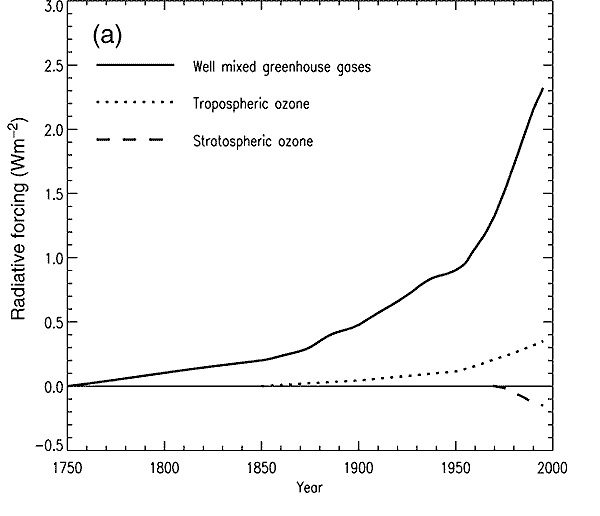 3.0
(a)
2.5
Well mixed greenhouse gases
Tropospheric ozone
2.0
Stratospheric ozone
1.5
1.0
0.5
0.0
−0.5
Radiative forcing (Wm−2)
1750 1800 1850 1900 1950 2000
Year